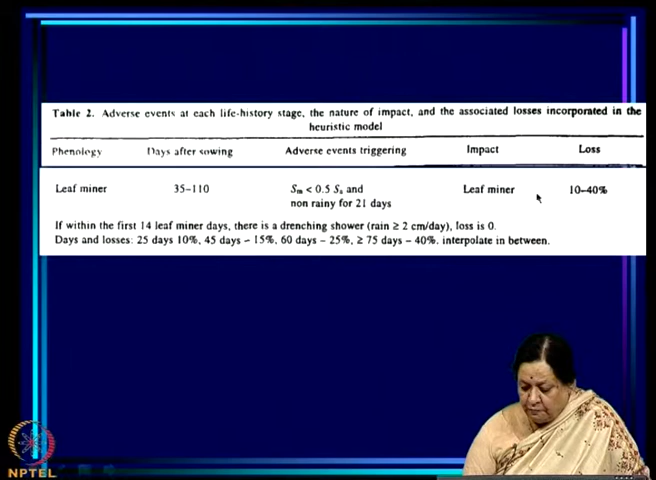 Table 2. Adverse events at each life-history stage, the nature of impact, and the associated losses incorporated in the
heuristic model
Phenology Days after sowing Adverse events triggering Impact Loss
Leaf miner 35–110 Sm < 0.5 Ss and Leaf miner 10–40%
non rainy for 21 days
If within the first 14 leaf miner days, there is a drenching shower (rain ≥ 2 cm/day), loss is 0.
Days and losses: 25 days 10%, 45 days – 15%, 60 days – 25%, ≥ 75 days – 40%. interpolate in between.
NPTEL